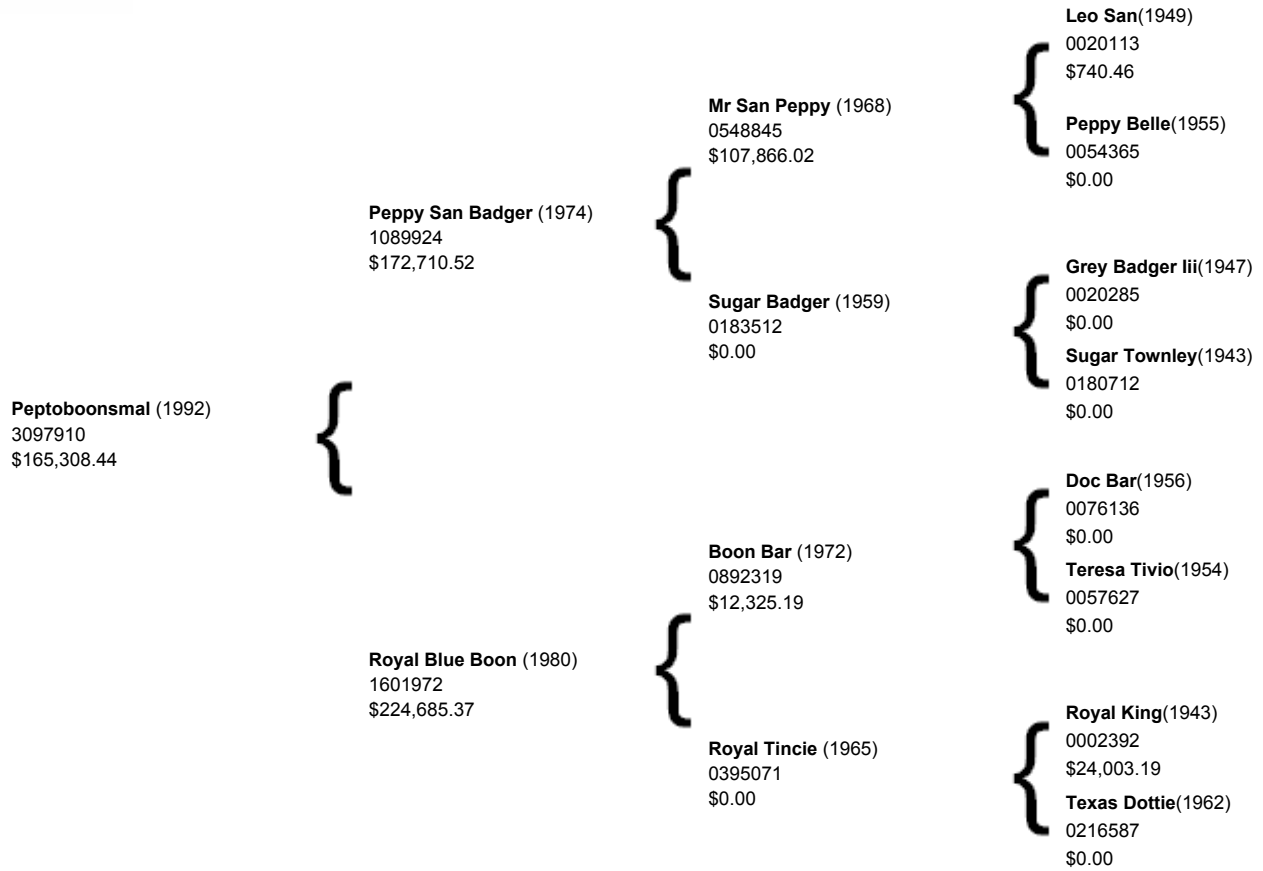 Leo San(1949)
0020113
$740.46
Mr San Peppy (1968)
0548845
$107,866.02
Peppy Belle(1955)
0054365
$0.00
Peppy San Badger (1974)
1089924
$172,710.52
Grey Badger Iii(1947)
0020285
$0.00
Sugar Badger (1959)
0183512
$0.00
Sugar Townley(1943)
0180712
$0.00
Peptoboonsmal (1992)
3097910
$165,308.44
Doc Bar(1956)
0076136
$0.00
Boon Bar (1972)
0892319
$12,325.19
Teresa Tivio(1954)
0057627
$0.00
Royal Blue Boon (1980)
1601972
$224,685.37
Royal King(1943)
0002392
$24,003.19
Royal Tincie (1965)
0395071
$0.00
Texas Dottie(1962)
0216587
$0.00